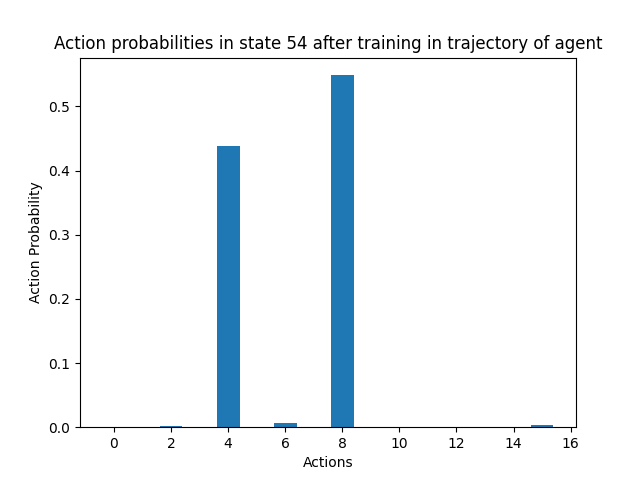 Action probabilities in state 54 after training in trajectory of agent
0.5
0.4
0.3
0.2
0.1
0.0
Action Probability
0 2 4 6 8 10 12 14 16
Actions